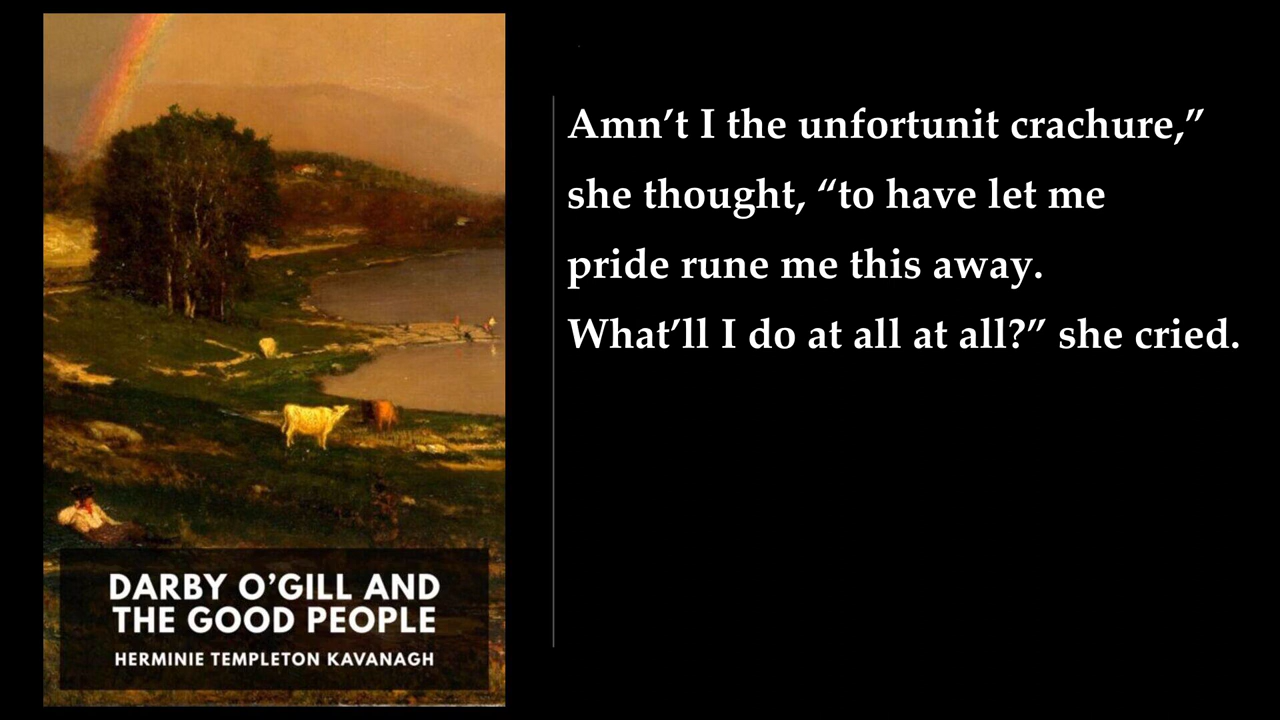 Amn’t I the unfortunit crachure,”
she thought, “to have let me
pride rune me this away.
What’ll I do at all at all?” she cried.
DARBY O’GILL AND
THE GOOD PEOPLE
HERMINIE TEMPLETON KAVANAGH